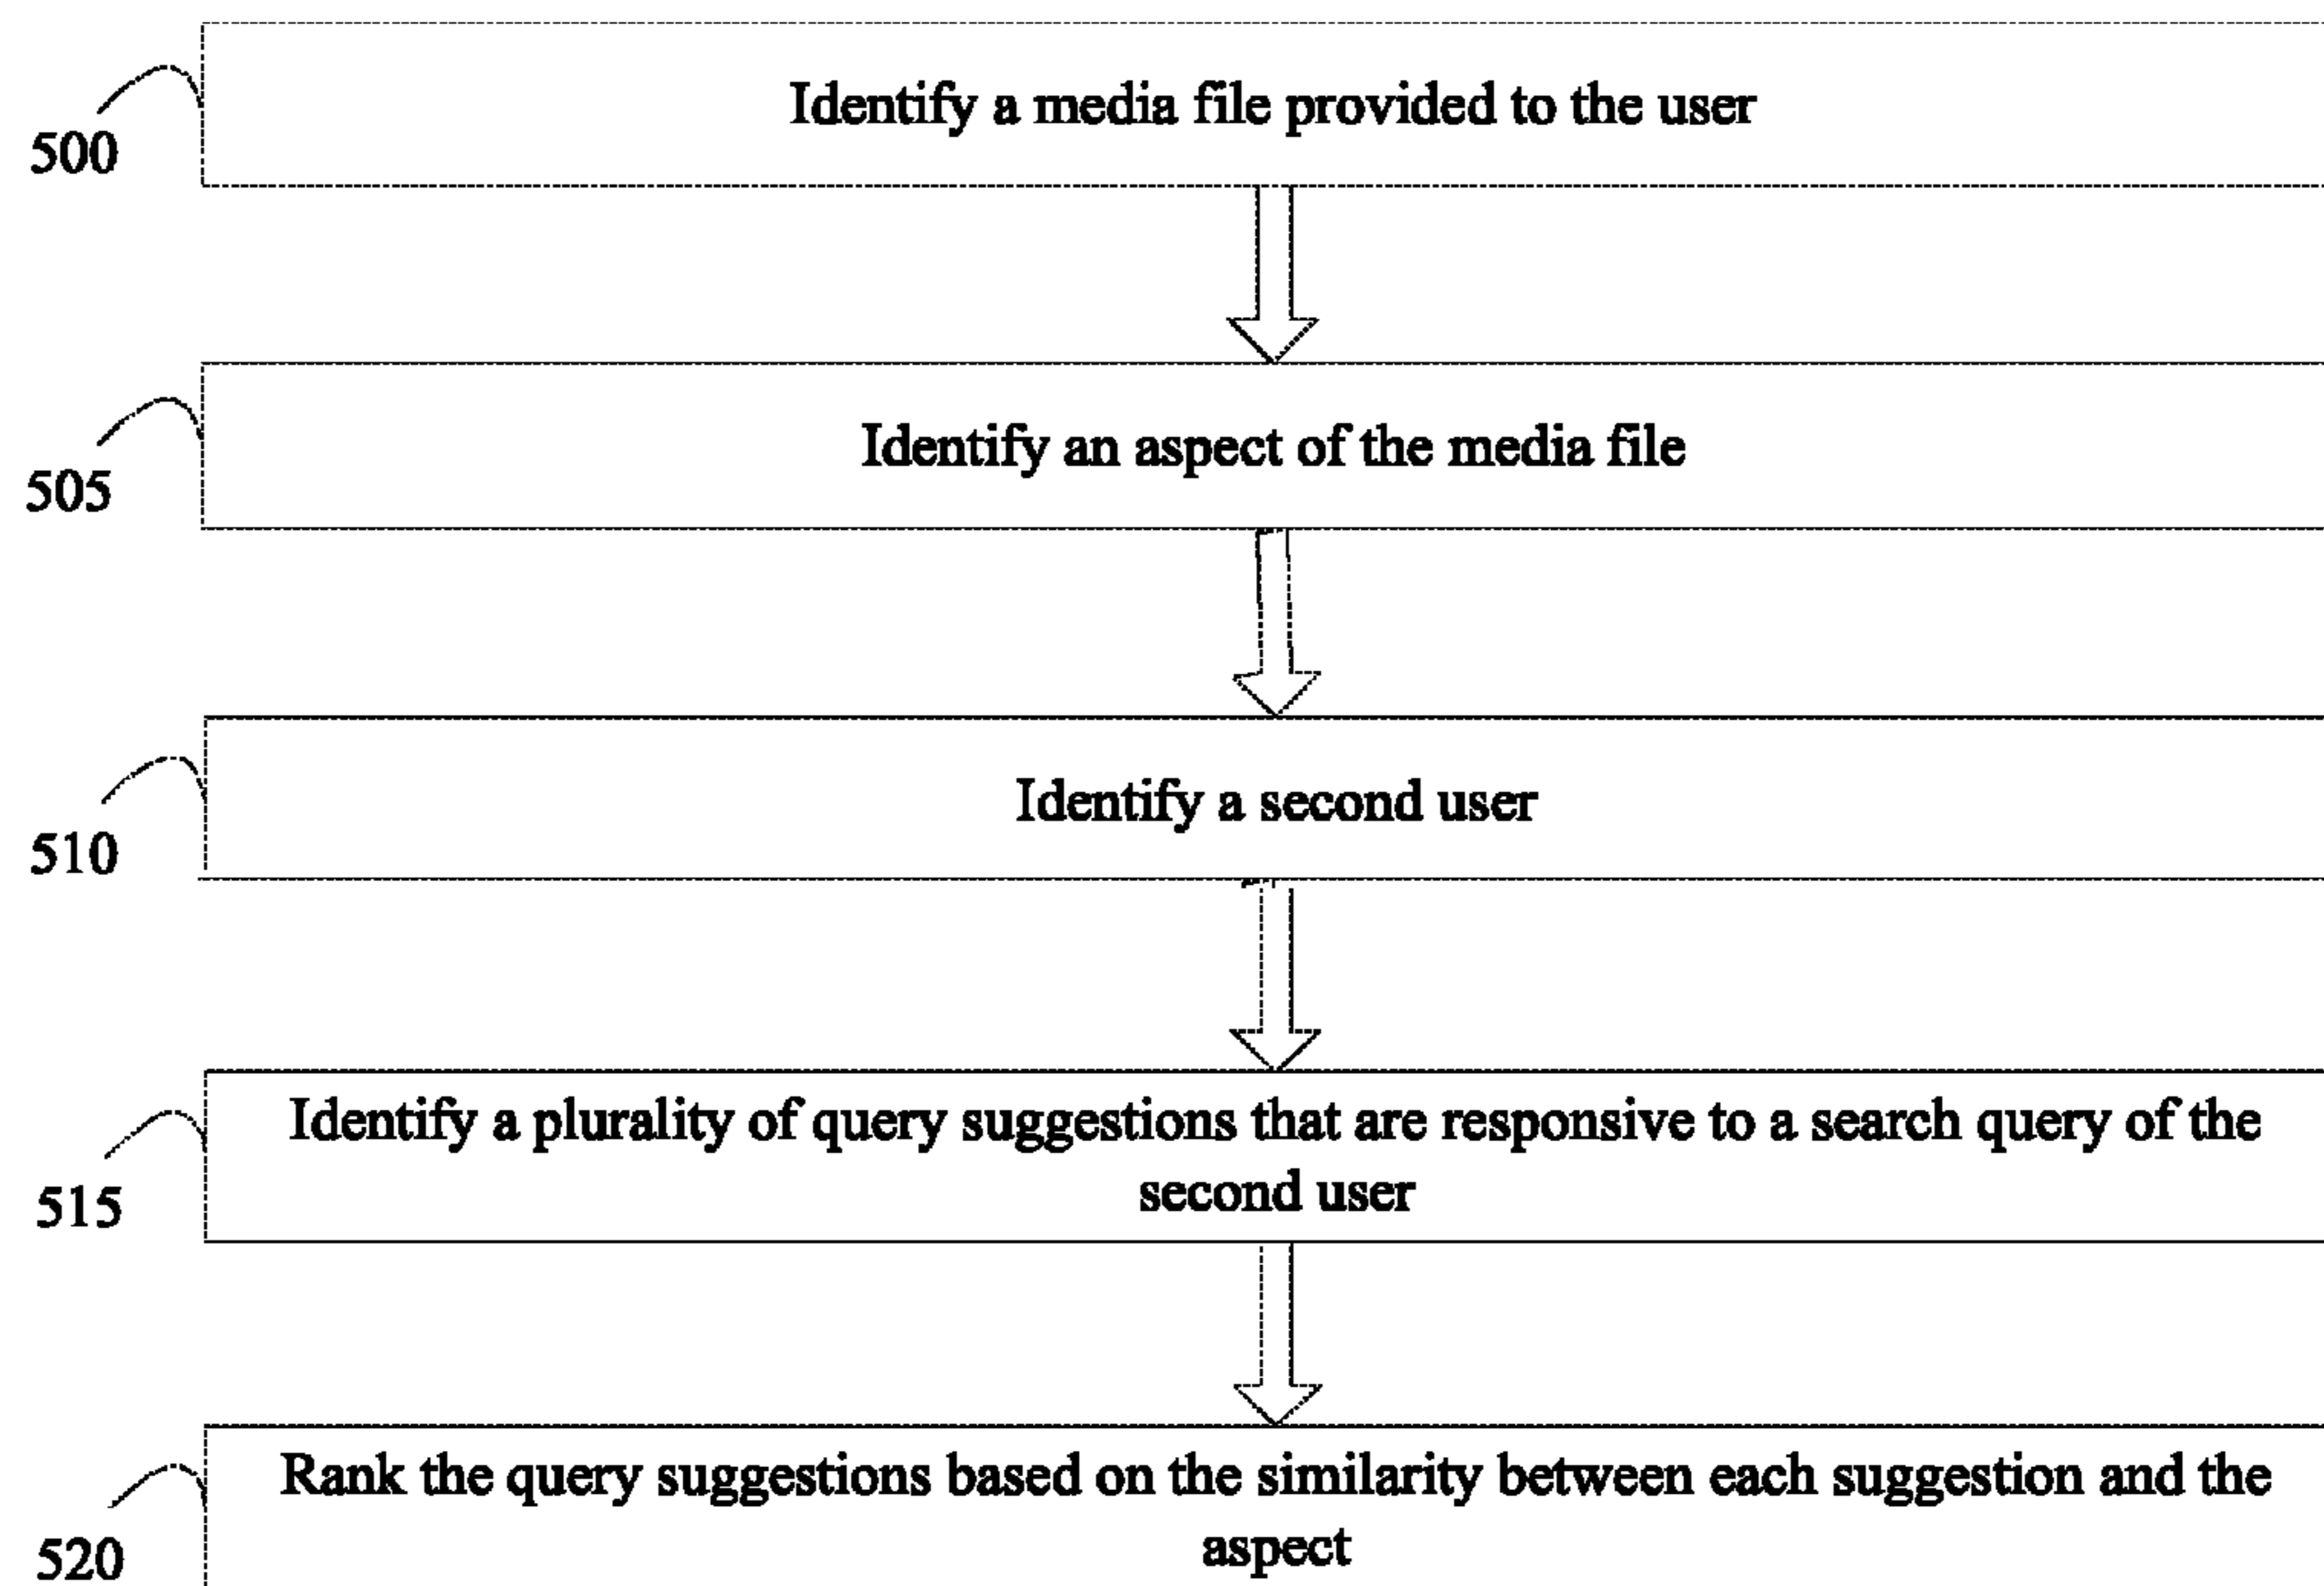 Identify a media file provided to the user
500
Identify an aspect of the media file
505
Identify a second user
510
Identify a plurality of query suggestions that are responsive to a search query of the
second user
515
Rank the query suggestions based on the similarity between each suggestion and the
aspect
520